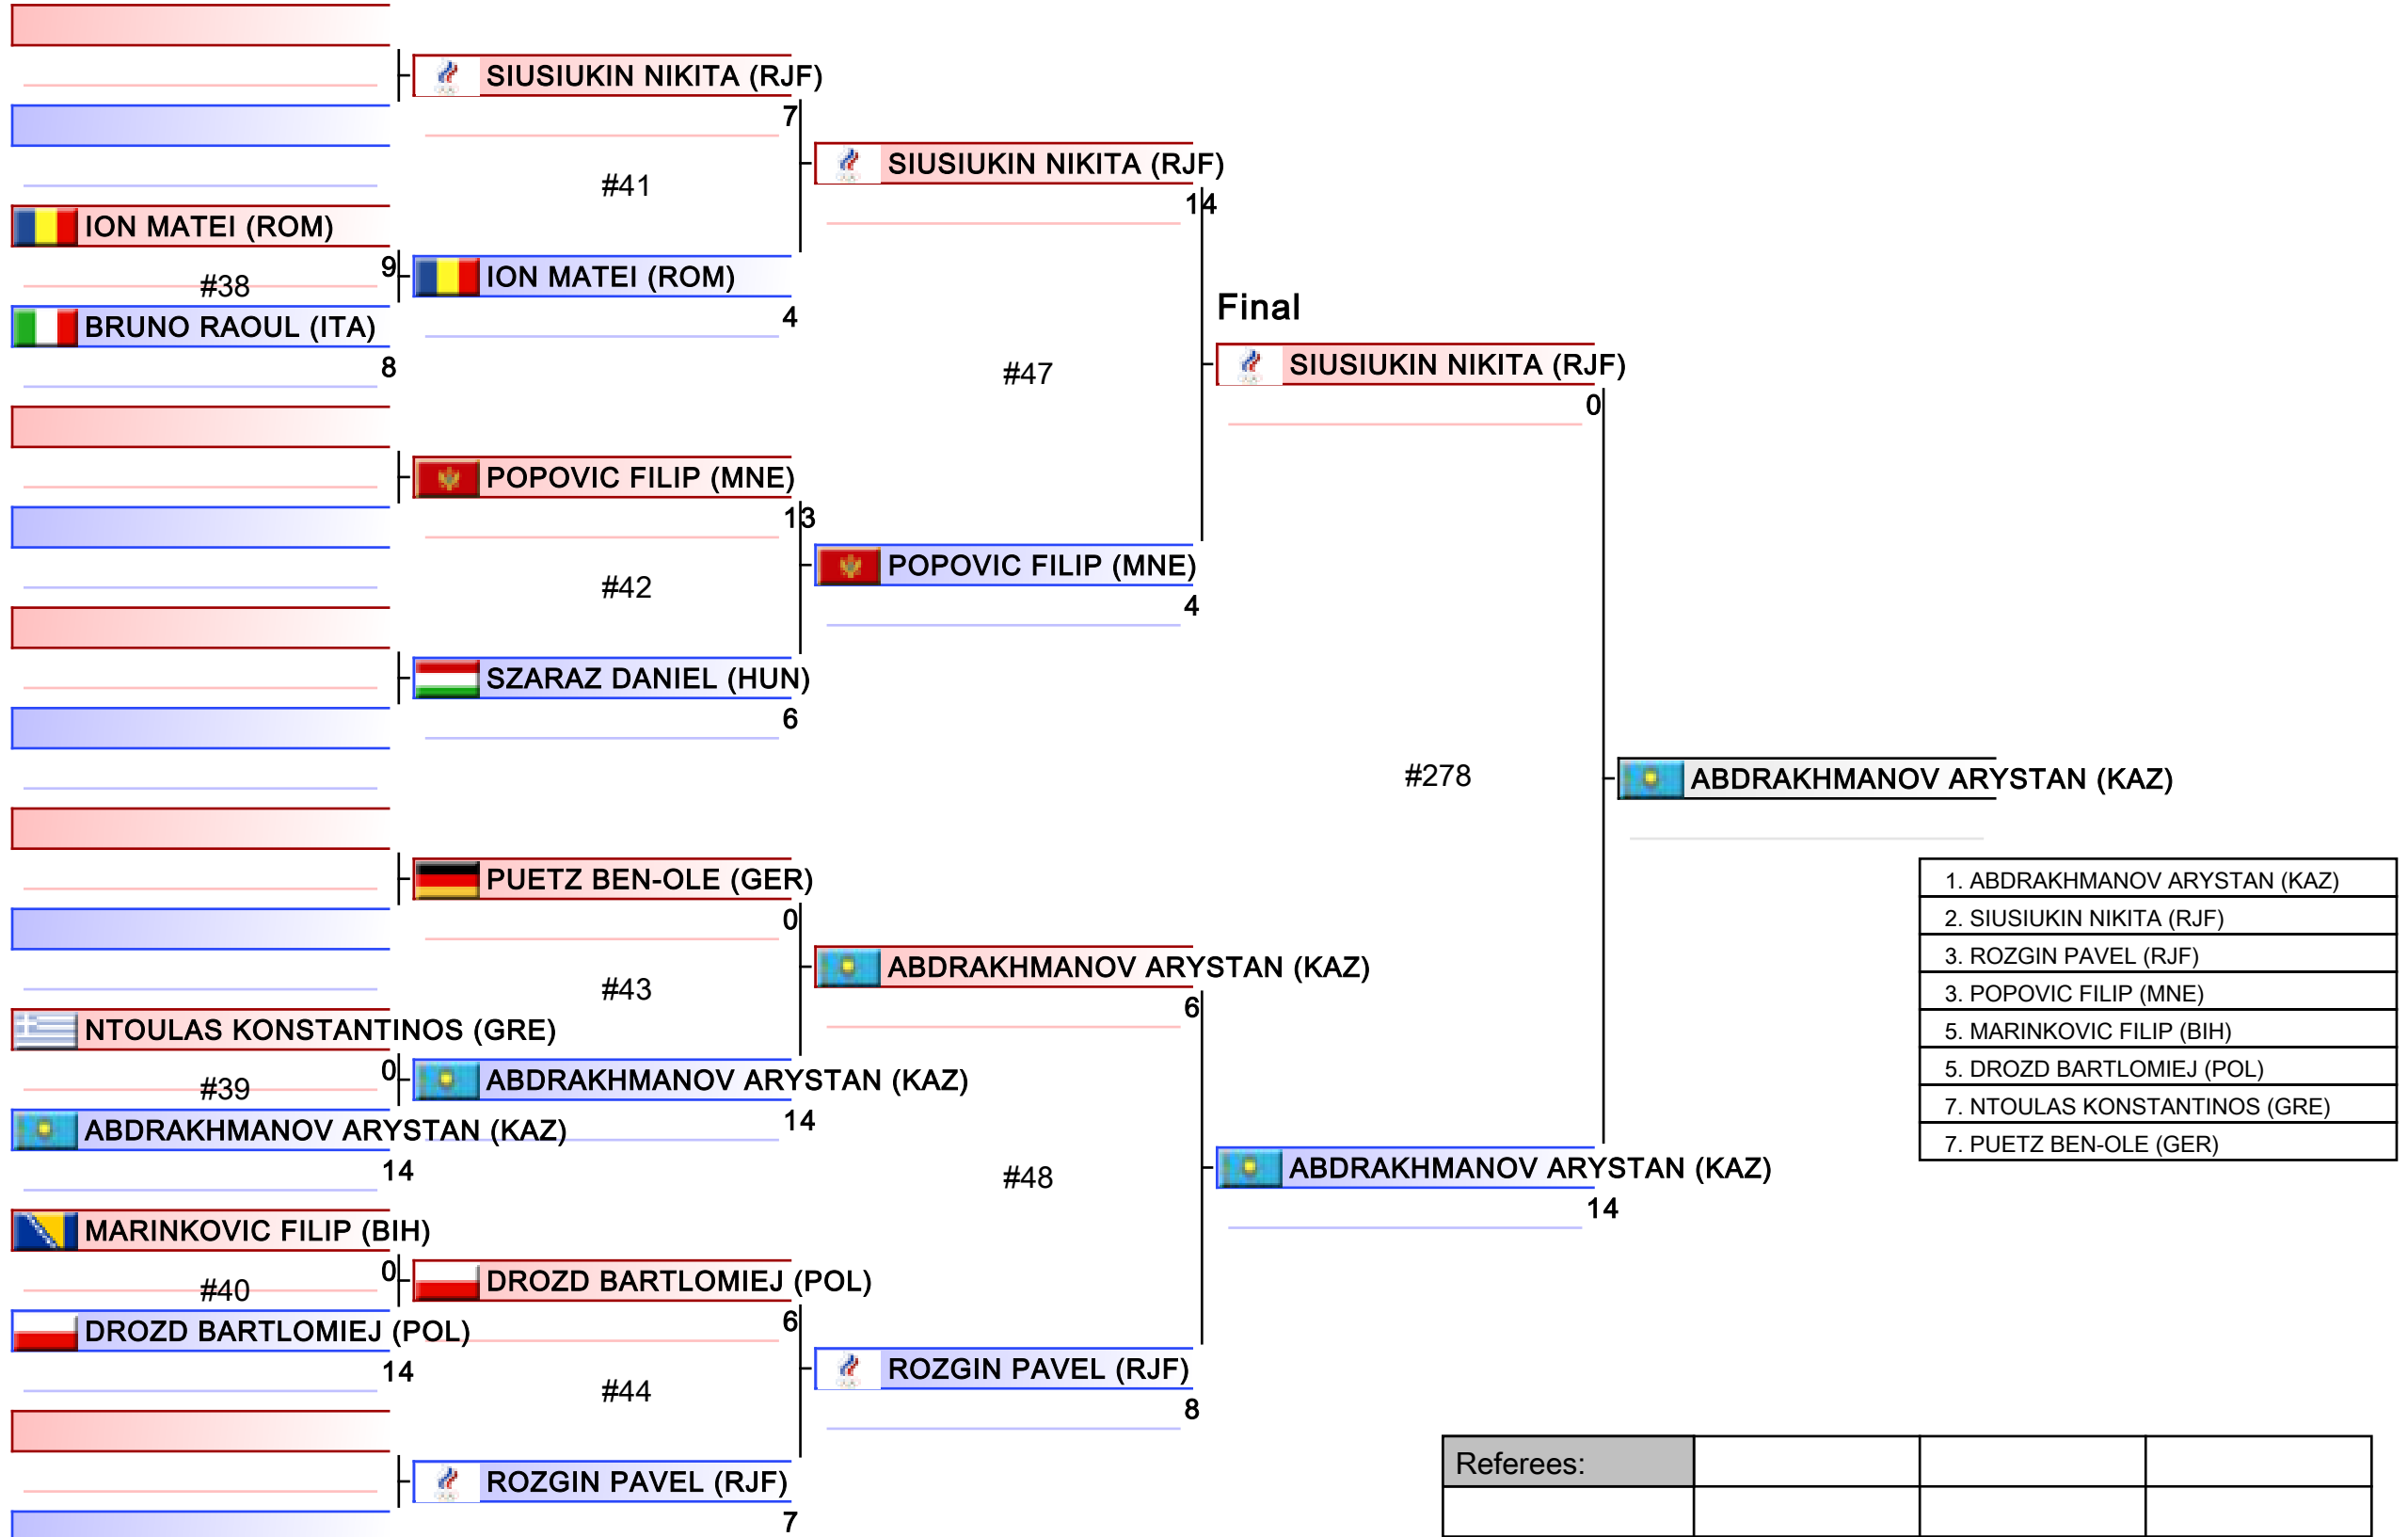 SIUSIUKIN NIKITA (RJF)
7
#41
SIUSIUKIN NIKITA (RJF)
14
ION MATEI (ROM)
9
#38
ION MATEI (ROM)
4
BRUNO RAOUL (ITA)
8
Final
#47
SIUSIUKIN NIKITA (RJF)
0
POPOVIC FILIP (MNE)
13
#42
POPOVIC FILIP (MNE)
4
SZARAZ DANIEL (HUN)
6
#278
ABDRAKHMANOV ARYSTAN (KAZ)
PUETZ BEN-OLE (GER)
0
#43
ABDRAKHMANOV ARYSTAN (KAZ)
6
NTOULAS KONSTANTINOS (GRE)
0
#39
ABDRAKHMANOV ARYSTAN (KAZ)
14
ABDRAKHMANOV ARYSTAN (KAZ)
14
#48
ABDRAKHMANOV ARYSTAN (KAZ)
14
MARINKOVIC FILIP (BIH)
0
#40
DROZD BARTLOMIEJ (POL)
6
DROZD BARTLOMIEJ (POL)
14
#44
ROZGIN PAVEL (RJF)
8
ROZGIN PAVEL (RJF)
7
1. ABDRAKHMANOV ARYSTAN (KAZ)
2. SIUSIUKIN NIKITA (RJF)
3. ROZGIN PAVEL (RJF)
3. POPOVIC FILIP (MNE)
5. MARINKOVIC FILIP (BIH)
5. DROZD BARTLOMIEJ (POL)
7. NTOULAS KONSTANTINOS (GRE)
7. PUETZ BEN-OLE (GER)
Referees: